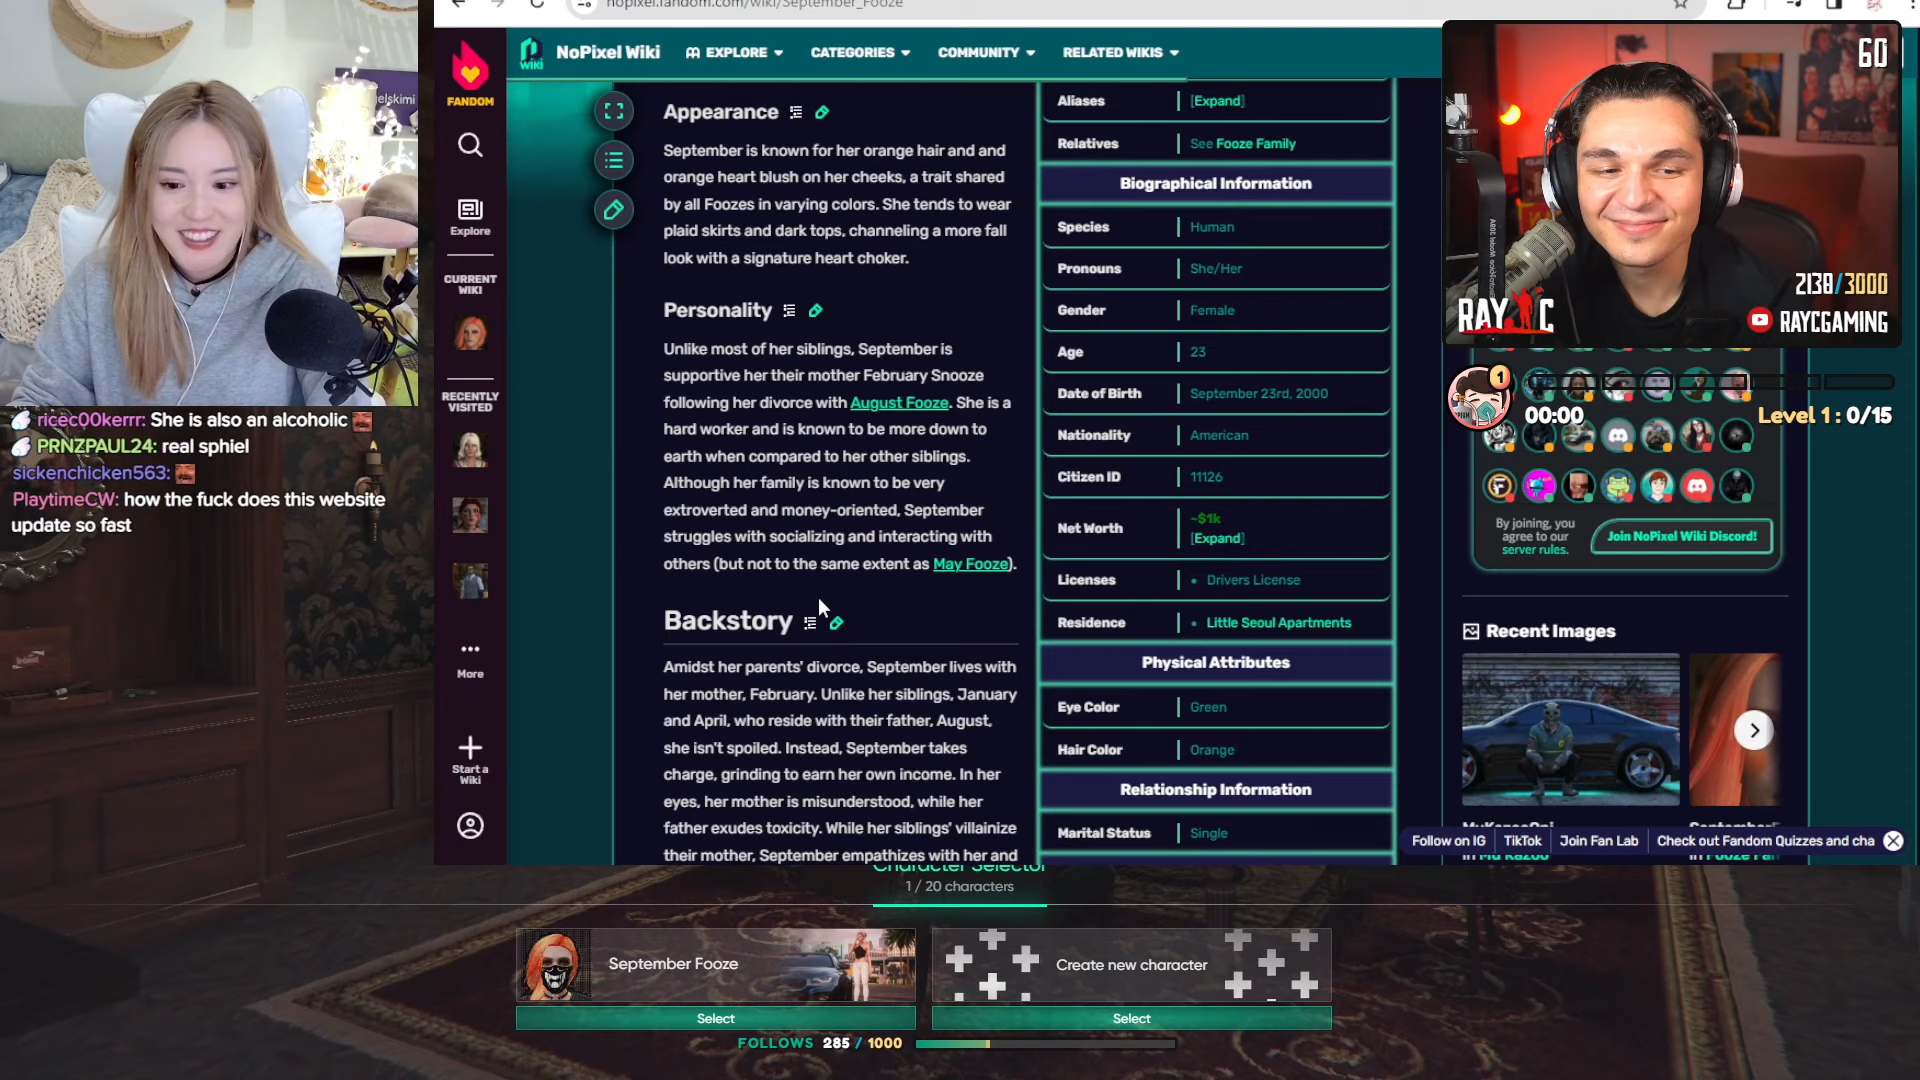 nopixel.fandom.com/wiki/September_Fooze
FANDOM
Explore
CURRENT
WIKI
RECENTLY
VISITED
More
Start a
Wiki
wiki
NoPixel Wiki
EXPLORE
CATEGORIES
COMMUNITY
RELATED WIKIS
Appearance
September is known for her orange hair and and
orange heart blush on her cheeks, a trait shared
by all Foozes in varying colors. She tends to wear
plaid skirts and dark tops, channeling a more fall
look with a signature heart choker.
Personality
Unlike most of her siblings, September is
supportive her their mother February Snooze
following her divorce with August Fooze. She is a
hard worker and is known to be more down to
earth when compared to her other siblings.
Although her family is known to be very
extroverted and money-oriented, September
struggles with socializing and interacting with
others (but not to the same extent as May Fooze).
Backstory
Amidst her parents' divorce, September lives with
her mother, February. Unlike her siblings, January
and April, who reside with their father, August,
she isn't spoiled. Instead, September takes
charge, grinding to earn her own income. In her
eyes, her mother is misunderstood, while her
father exudes toxicity. While her siblings' villainize
their mother, September empathizes with her and
Aliases [Expand]
Relatives See Fooze Family
Biographical Information
Species Human
Pronouns She/Her
Gender Female
Age 23
Date of Birth September 23rd, 2000
Nationality American
Citizen ID 11126
Net Worth ~$1k
[Expand]
Licenses • Drivers License
Residence • Little Seoul Apartments
Physical Attributes
Eye Color Green
Hair Color Orange
Relationship Information
Marital Status Single
60
2138/3000
RAY C
RAYCGAMING
1
00:00
Level 1 : 0/15
By joining, you
agree to our
server rules.
Join NoPixel Wiki Discord!
Recent Images
Follow on IG
TikTok
Join Fan Lab
Check out Fandom Quizzes and cha
elskimi
ricec00kerrr: She is also an alcoholic
PRNZPAUL24: real sphiel
sickenchicken563:
PlaytimeCW: how the fuck does this website
update so fast
Character Selector
1 / 20 characters
September Fooze
Create new character
Select
Select
FOLLOWS 285 / 1000